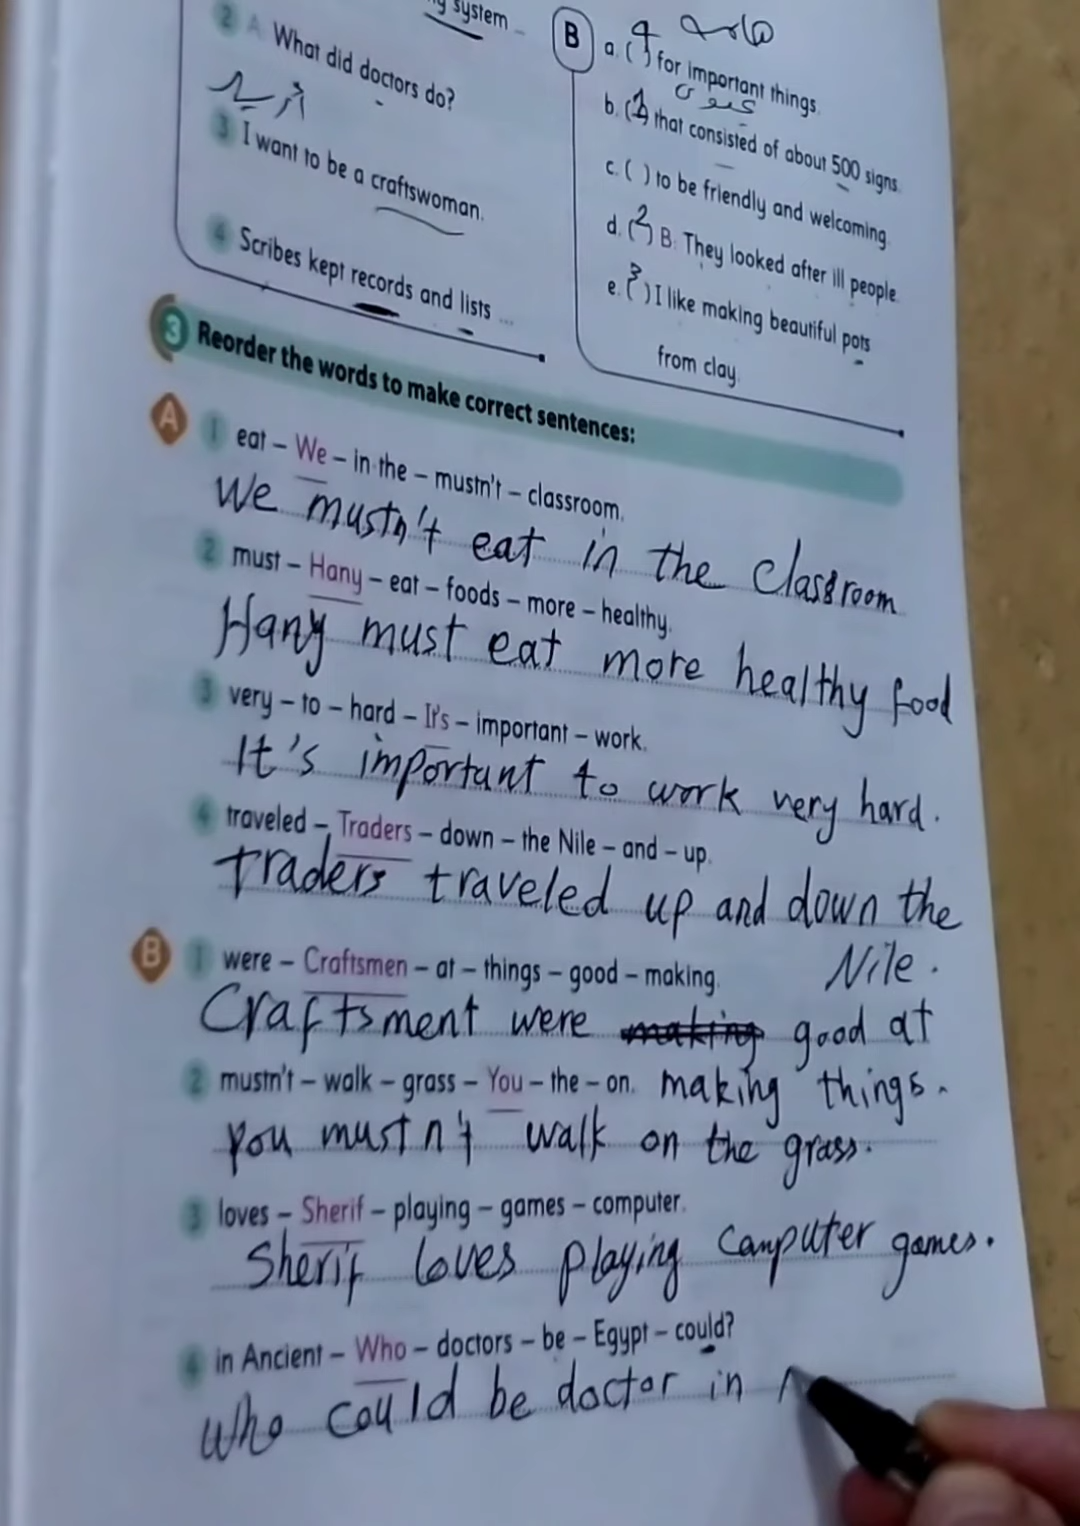 system ...
2 A What did doctors do?
3 I want to be a craftswoman.
4 Scribes kept records and lists ...
B
a. (4) for important things.
b. (1) that consisted of about 500 signs.
c. ( ) to be friendly and welcoming.
d. (2) B: They looked after ill people.
e. (3) I like making beautiful pots
from clay.
3 Reorder the words to make correct sentences:
A
1 eat – We – in the – mustn't – classroom.
We mustn't eat in the classroom
2 must – Hany – eat – foods – more – healthy.
Hany must eat more healthy food
3 very – to – hard – It's – important – work.
It's important to work very hard.
4 traveled – Traders – down – the Nile – and – up.
traders traveled up and down the
Nile.
B
1 were – Craftsmen – at – things – good – making.
Craftsment were making good at
making things.
2 mustn't – walk – grass – You – the – on.
you mustn't walk on the grass.
3 loves – Sherif – playing – games – computer.
Sherif loves playing computer games.
4 in Ancient – Who – doctors – be – Egypt – could?
Who could be doctor in